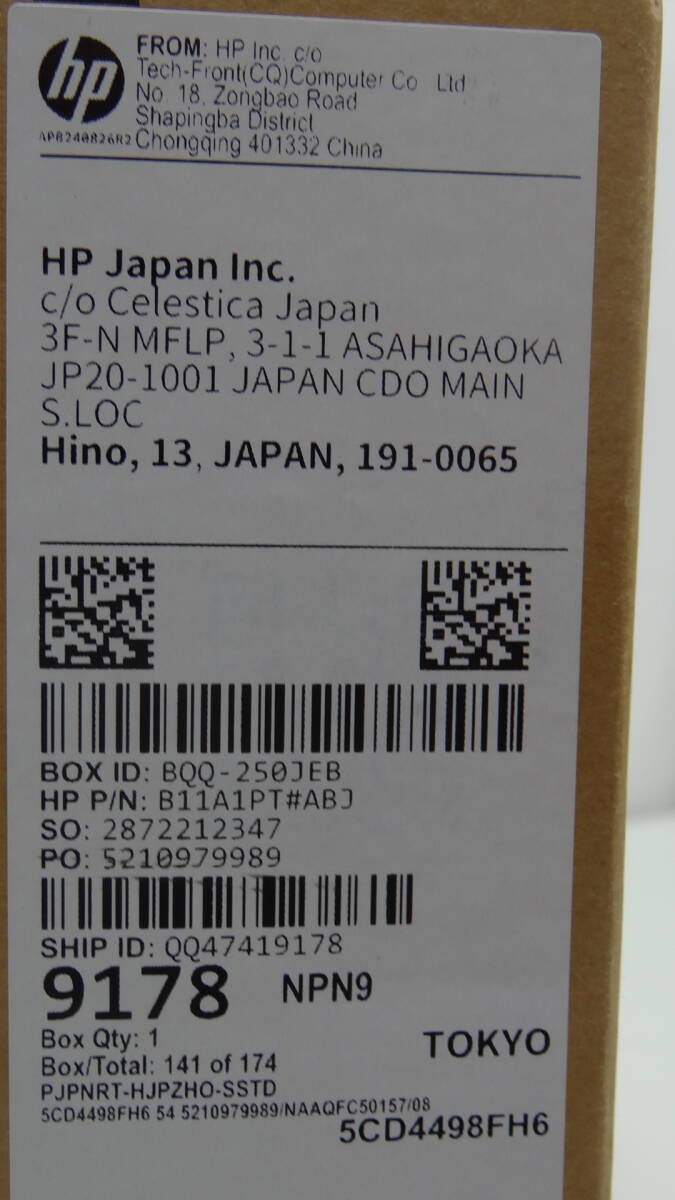 hp
FROM: HP Inc. c/o
Tech-Front(CQ)Computer Co Ltd
No. 18, Zongbao Road
Shapingba District
APB240826R2 Chongqing 401332 China
HP Japan Inc.
c/o Celestica Japan
3F-N MFLP, 3-1-1 ASAHIGAOKA
JP20-1001 JAPAN CDO MAIN
S.LOC
Hino, 13, JAPAN, 191-0065
BOX ID: BQQ-250JEB
HP P/N: B11A1PT#ABJ
SO: 2872212347
PO: 5210979989
SHIP ID: QQ47419178
9178 NPN9
Box Qty: 1
TOKYO
Box/Total: 141 of 174
PJPNRT-HJPZHO-SSTD
5CD4498FH6 54 5210979989/NAAQFC50157/08
5CD4498FH6